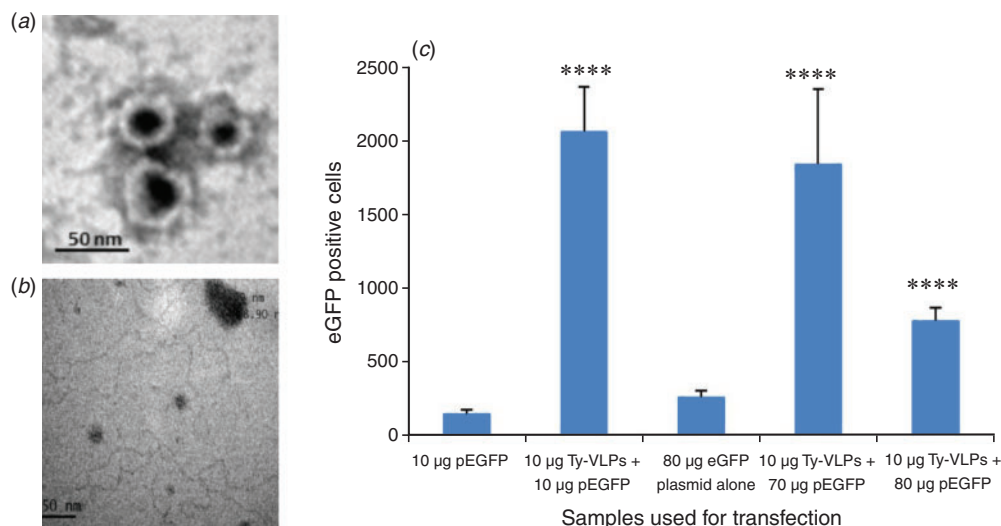 (a)
50 nm
(b)
50 nm
(c)
eGFP positive cells
2500
2000
1500
1000
500
0
****
****
****
10 µg pEGFP
10 µg Ty-VLPs +
10 µg pEGFP
80 µg eGFP
plasmid alone
10 µg Ty-VLPs +
70 µg pEGFP
10 µg Ty-VLPs +
80 µg pEGFP
Samples used for transfection